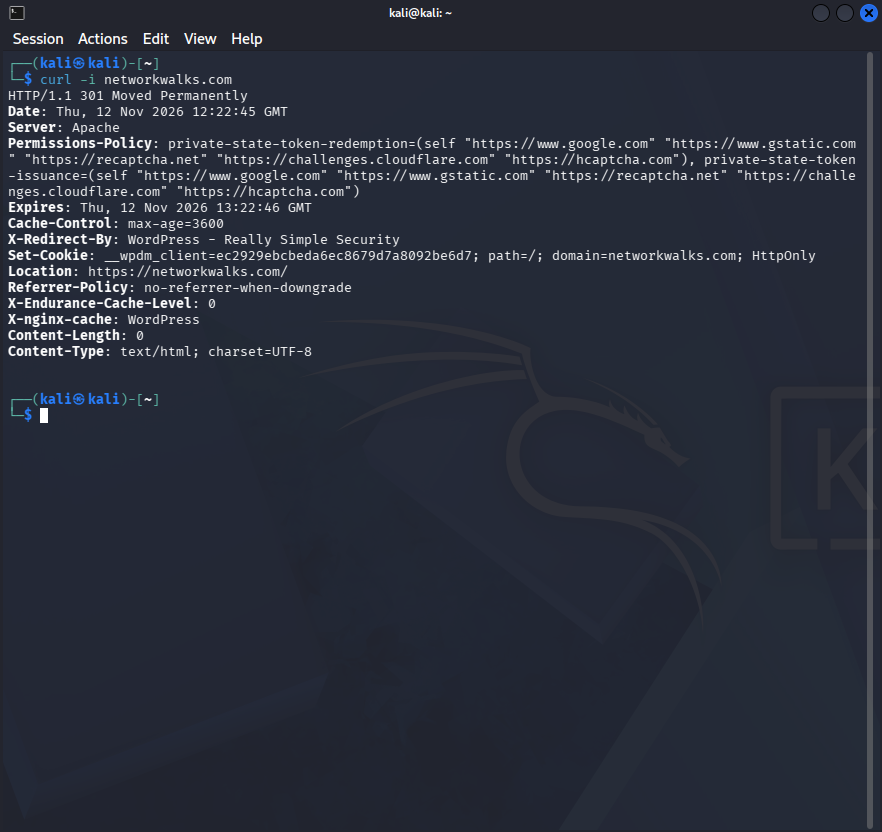 kali@kali: ~
Session Actions Edit View Help
┌──(kali㉿kali)-[~]
└─$ curl -i networkwalks.com
HTTP/1.1 301 Moved Permanently
Date: Thu, 12 Nov 2026 12:22:45 GMT
Server: Apache
Permissions-Policy: private-state-token-redemption=(self "https://www.google.com" "https://www.gstatic.com
" "https://recaptcha.net" "https://challenges.cloudflare.com" "https://hcaptcha.com"), private-state-token
-issuance=(self "https://www.google.com" "https://www.gstatic.com" "https://recaptcha.net" "https://challe
nges.cloudflare.com" "https://hcaptcha.com")
Expires: Thu, 12 Nov 2026 13:22:46 GMT
Cache-Control: max-age=3600
X-Redirect-By: WordPress - Really Simple Security
Set-Cookie: __wpdm_client=ec2929ebcbeda6ec8679d7a8092be6d7; path=/; domain=networkwalks.com; HttpOnly
Location: https://networkwalks.com/
Referrer-Policy: no-referrer-when-downgrade
X-Endurance-Cache-Level: 0
X-nginx-cache: WordPress
Content-Length: 0
Content-Type: text/html; charset=UTF-8
┌──(kali㉿kali)-[~]
└─$
K